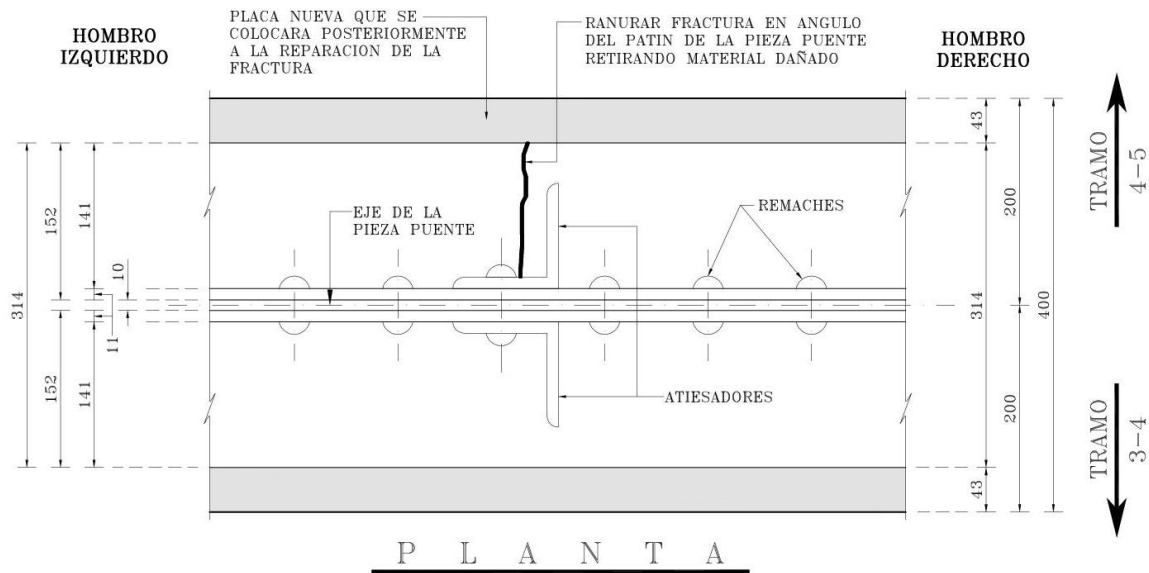 HOMBRO
IZQUIERDO
PLACA NUEVA QUE SE
COLOCARA POSTERIORMENTE
A LA REPARACION DE LA
FRACTURA
RANURAR FRACTURA EN ANGULO
DEL PATIN DE LA PIEZA PUENTE
RETIRANDO MATERIAL DAÑADO
HOMBRO
DERECHO
EJE DE LA
PIEZA PUENTE
REMACHES
ATIESADORES
314
152
152
141
141
11
10
43
314
43
200
200
400
TRAMO
4-5
TRAMO
3-4
PLANTA